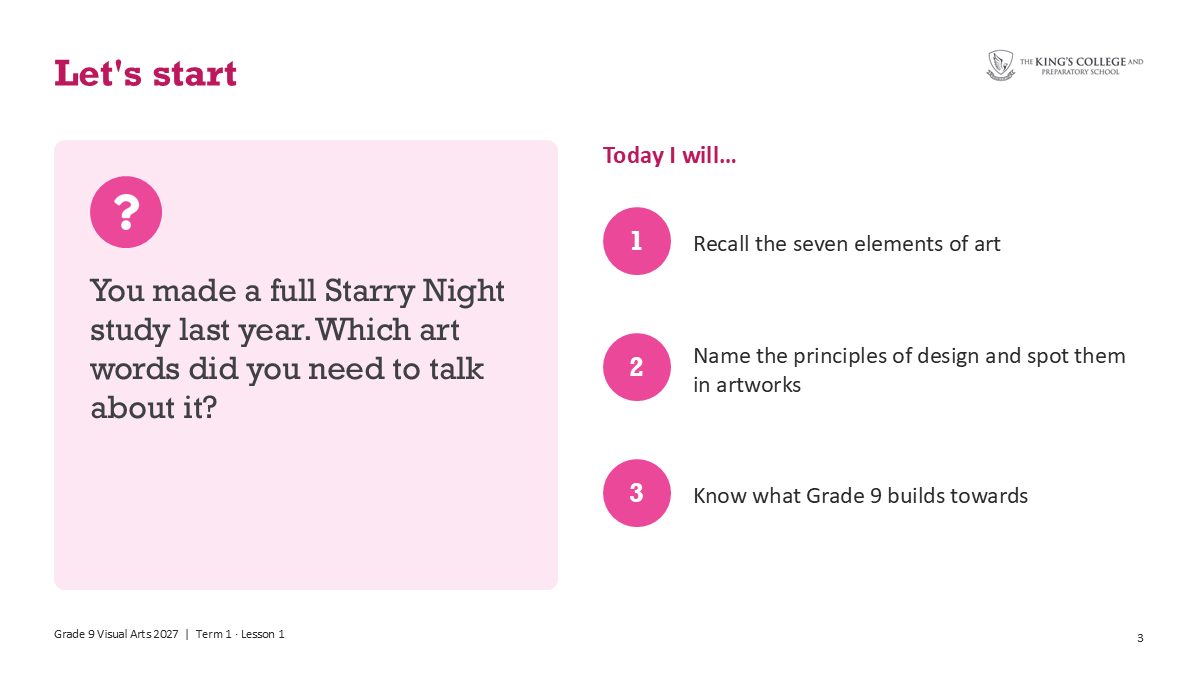 Let's start
THE KING'S COLLEGE AND
PREPARATORY SCHOOL
?
You made a full Starry Night
study last year. Which art
words did you need to talk
about it?
Today I will...
1
Recall the seven elements of art
2
Name the principles of design and spot them
in artworks
3
Know what Grade 9 builds towards
Grade 9 Visual Arts 2027 | Term 1 · Lesson 1
3